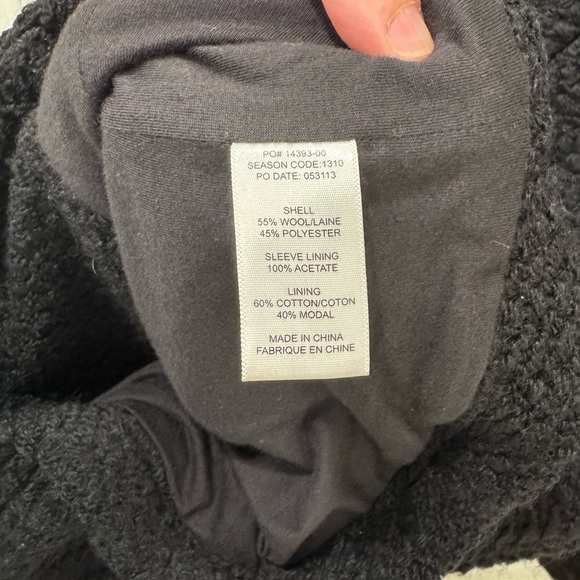 PO# 14393-00
SEASON CODE:1310
PO DATE: 053113
SHELL
55% WOOL/LAINE
45% POLYESTER
SLEEVE LINING
100% ACETATE
LINING
60% COTTON/COTON
40% MODAL
MADE IN CHINA
FABRIQUE EN CHINE